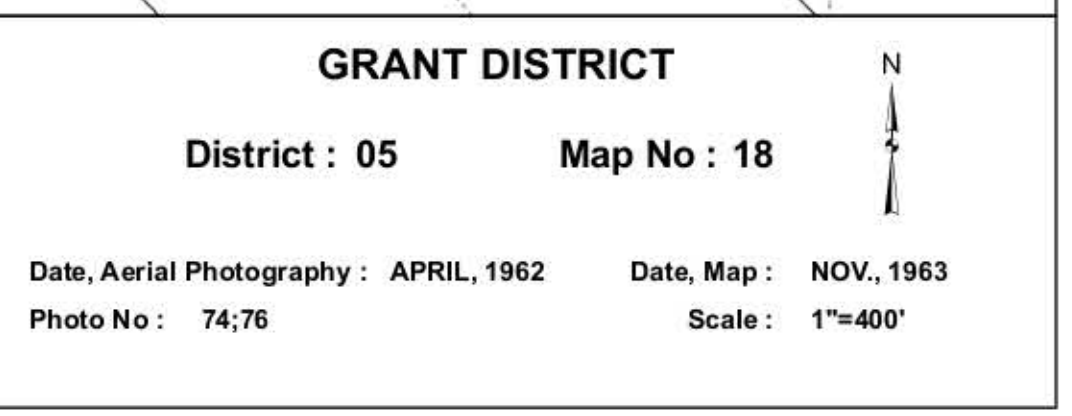 GRANT DISTRICT
N
District : 05 Map No : 18
Date, Aerial Photography : APRIL, 1962 Date, Map : NOV., 1963
Photo No : 74;76 Scale : 1"=400'